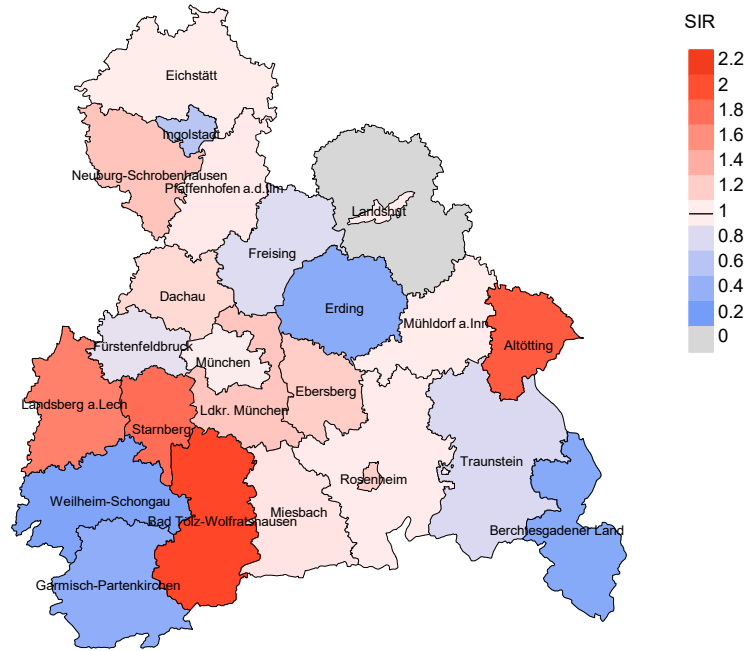 SIR
2.2
2
1.8
1.6
1.4
1.2
1
0.8
0.6
0.4
0.2
0
Eichstätt
Ingolstadt
Neuburg-Schrobenhausen
Pfaffenhofen a.d.Ilm
Landshut
Freising
Dachau
Erding
Mühldorf a.Inn
Altötting
Fürstenfeldbruck
München
Ebersberg
Landsberg a.Lech
Ldkr. München
Starnberg
Traunstein
Rosenheim
Weilheim-Schongau
Miesbach
Bad Tölz-Wolfratshausen
Berchtesgadener Land
Garmisch-Partenkirchen